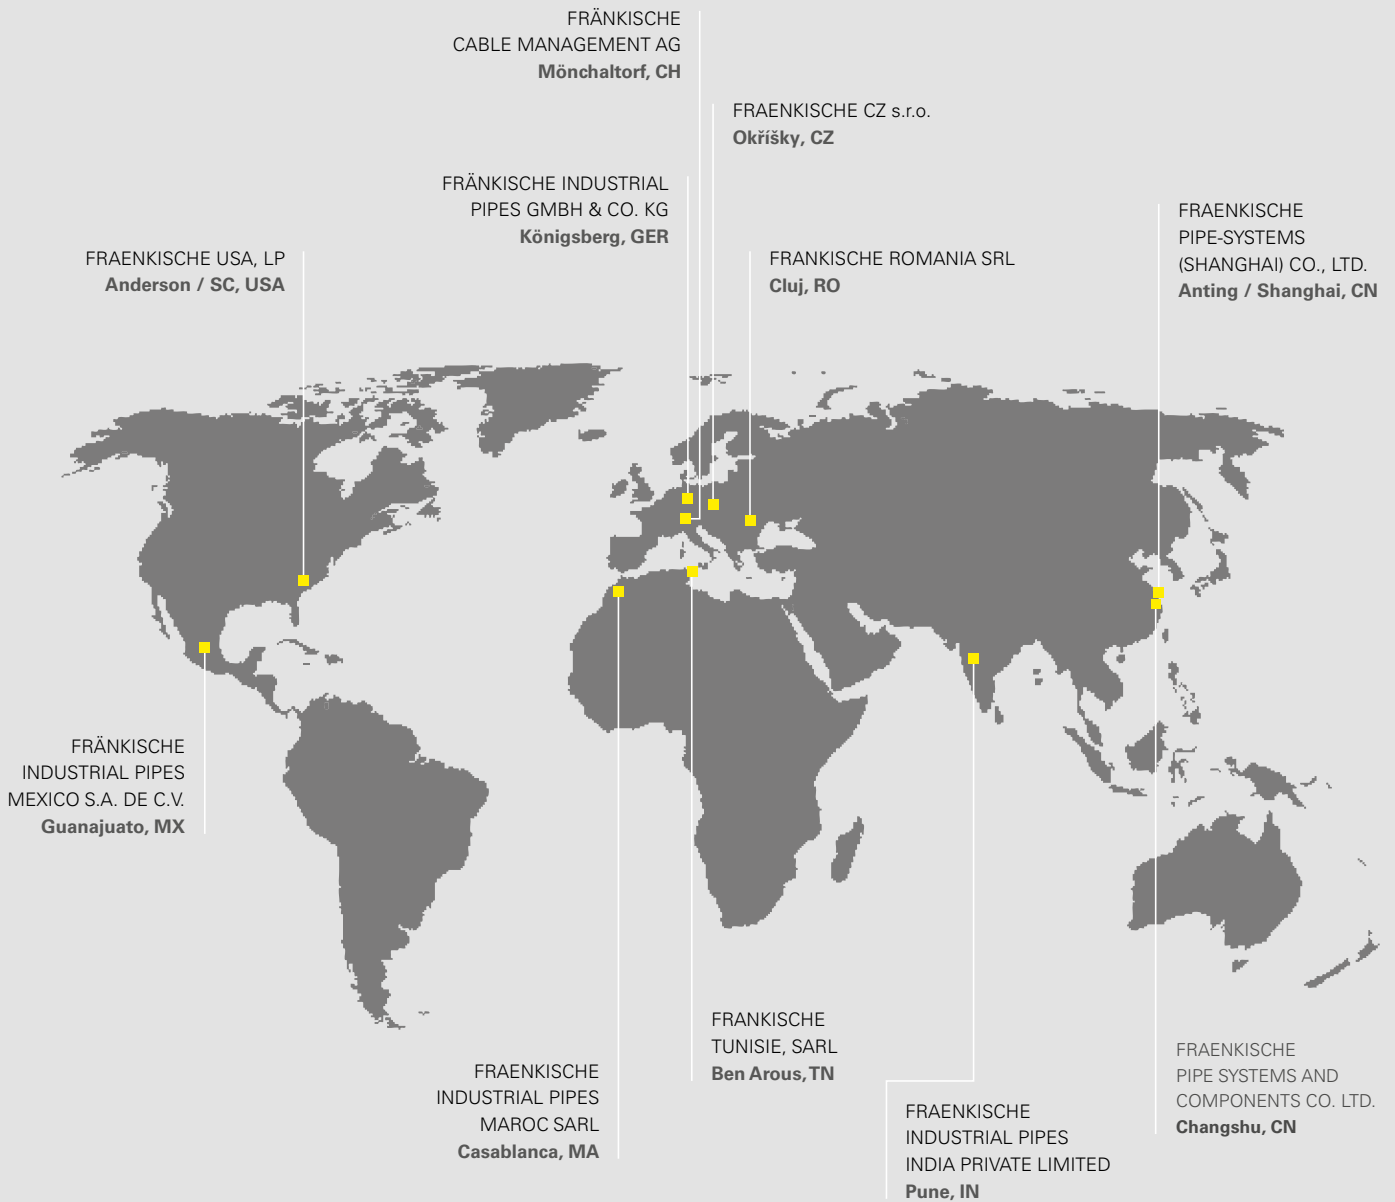 FRÄNKISCHE
CABLE MANAGEMENT AG
Mönchaltorf, CH
FRAENKISCHE CZ s.r.o.
Okříšky, CZ
FRÄNKISCHE INDUSTRIAL
PIPES GMBH & CO. KG
Königsberg, GER
FRAENKISCHE
PIPE-SYSTEMS
(SHANGHAI) CO., LTD.
Anting / Shanghai, CN
FRAENKISCHE USA, LP
Anderson / SC, USA
FRANKISCHE ROMANIA SRL
Cluj, RO
FRÄNKISCHE
INDUSTRIAL PIPES
MEXICO S.A. DE C.V.
Guanajuato, MX
FRANKISCHE
TUNISIE, SARL
Ben Arous, TN
FRAENKISCHE
PIPE SYSTEMS AND
COMPONENTS CO. LTD.
Changshu, CN
FRAENKISCHE
INDUSTRIAL PIPES
MAROC SARL
Casablanca, MA
FRAENKISCHE
INDUSTRIAL PIPES
INDIA PRIVATE LIMITED
Pune, IN